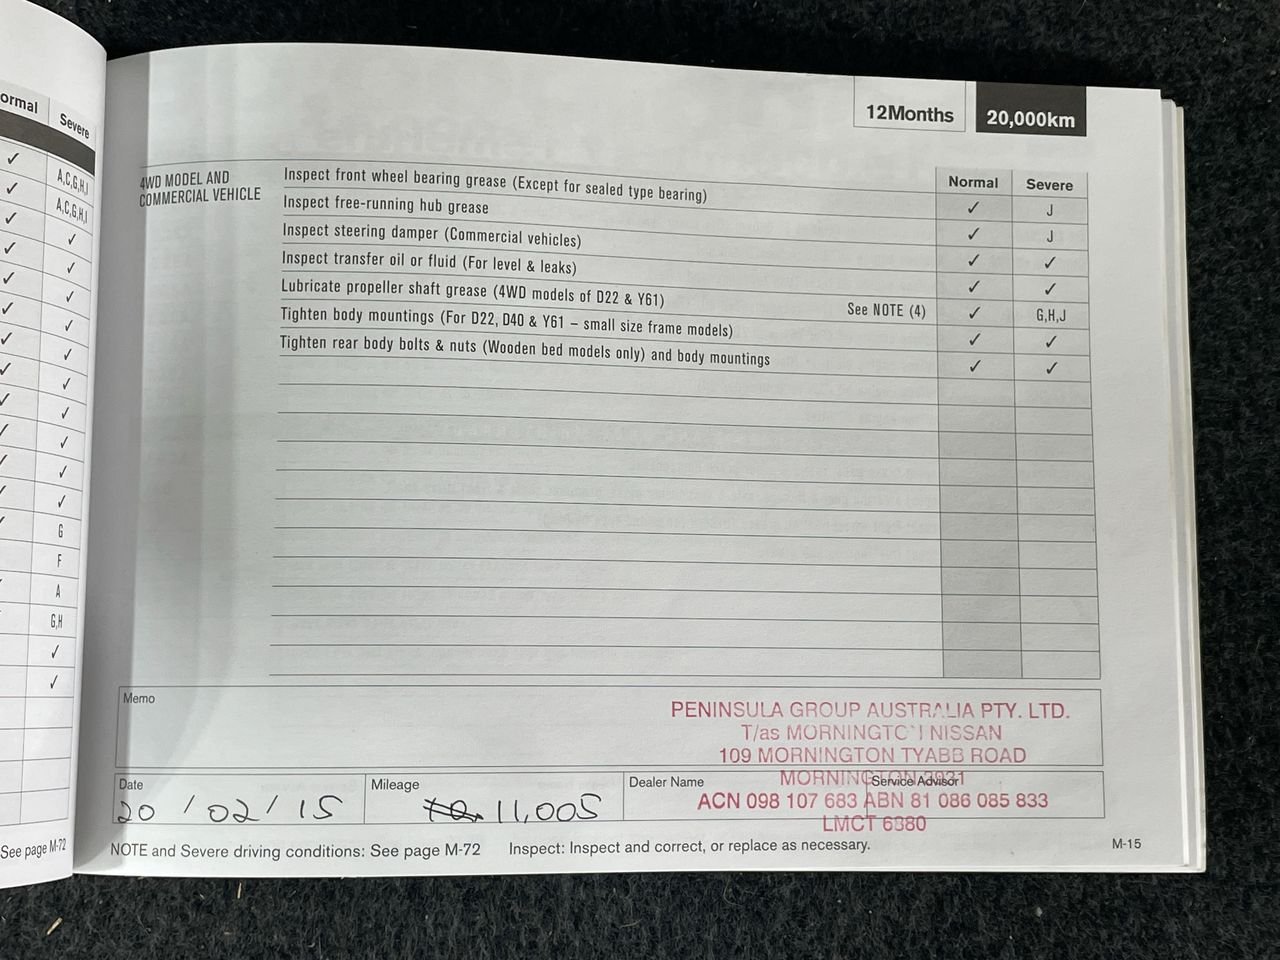 ormal Severe
✓ A,C,G,H,I
✓ A,C,G,H,I
✓ ✓
✓ ✓
✓ ✓
✓ ✓
✓ ✓
✓ ✓
✓ ✓
✓ ✓
✓ ✓
✓ ✓
✓ G
F
A
G,H
✓
✓
See page M-72
12Months 20,000km
4WD MODEL AND
COMMERCIAL VEHICLE
Normal Severe
Inspect front wheel bearing grease (Except for sealed type bearing) ✓ J
Inspect free-running hub grease ✓ J
Inspect steering damper (Commercial vehicles) ✓ ✓
Inspect transfer oil or fluid (For level & leaks) ✓ ✓
Lubricate propeller shaft grease (4WD models of D22 & Y61) See NOTE (4) ✓ G,H,J
Tighten body mountings (For D22, D40 & Y61 – small size frame models) ✓ ✓
Tighten rear body bolts & nuts (Wooden bed models only) and body mountings ✓ ✓
Memo
PENINSULA GROUP AUSTRALIA PTY. LTD.
T/as MORNINGTON NISSAN
109 MORNINGTON TYABB ROAD
MORNINGTON 3931
ACN 098 107 683 ABN 81 086 085 833
LMCT 6880
Date
20 / 02 / 15
Mileage
11,005
Dealer Name
Service Advisor
NOTE and Severe driving conditions: See page M-72 Inspect: Inspect and correct, or replace as necessary.
M-15